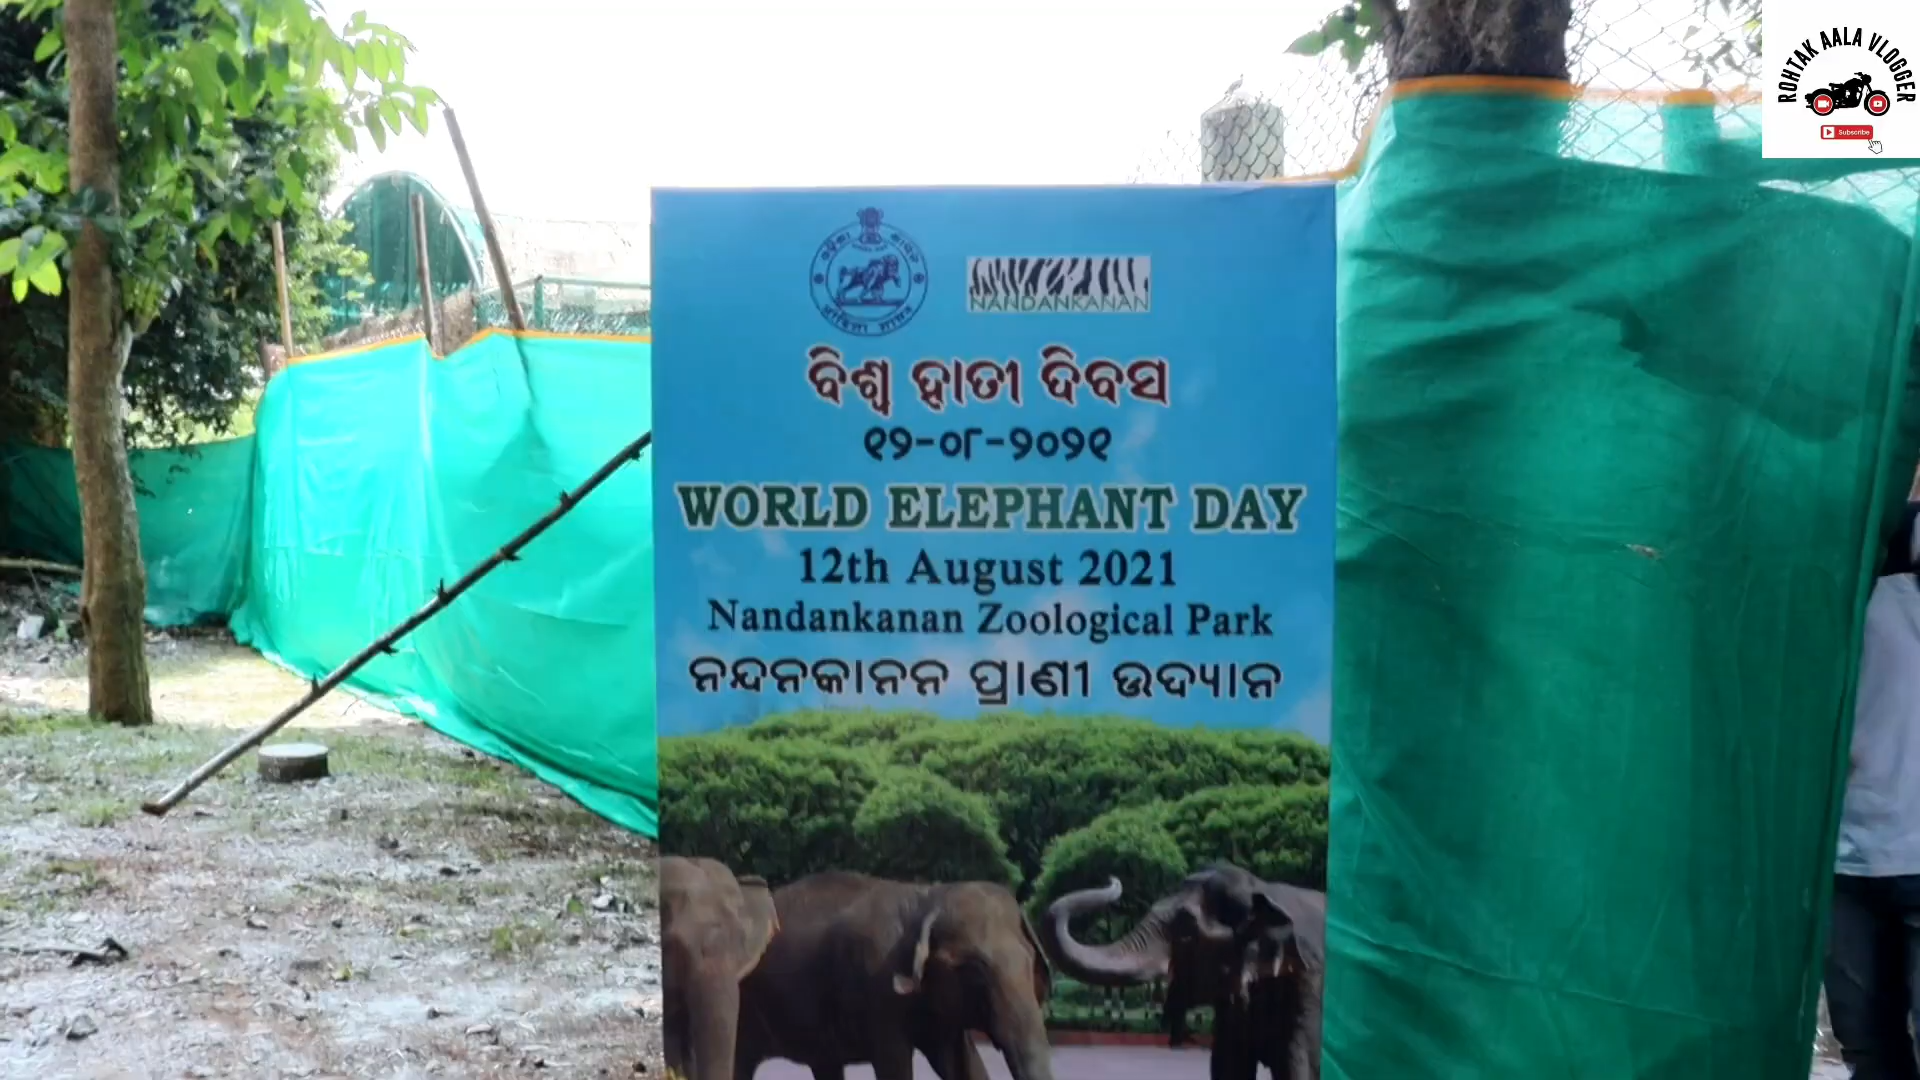 ROHTAK AALA VLOGGER
Subscribe
NANDANKANAN
ବିଶ୍ୱ ହାତୀ ଦିବସ
୧୨-୦୮-୨୦୨୧
WORLD ELEPHANT DAY
12th August 2021
Nandankanan Zoological Park
ନନ୍ଦନକାନନ ପ୍ରାଣୀ ଉଦ୍ୟାନ